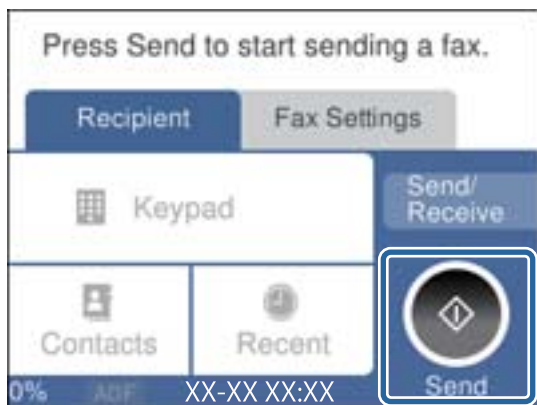 Press Send to start sending a fax.
Recipient
Fax Settings
Keypad
Send/
Receive
Contacts
Recent
0%
ADF
XX-XX XX:XX
Send